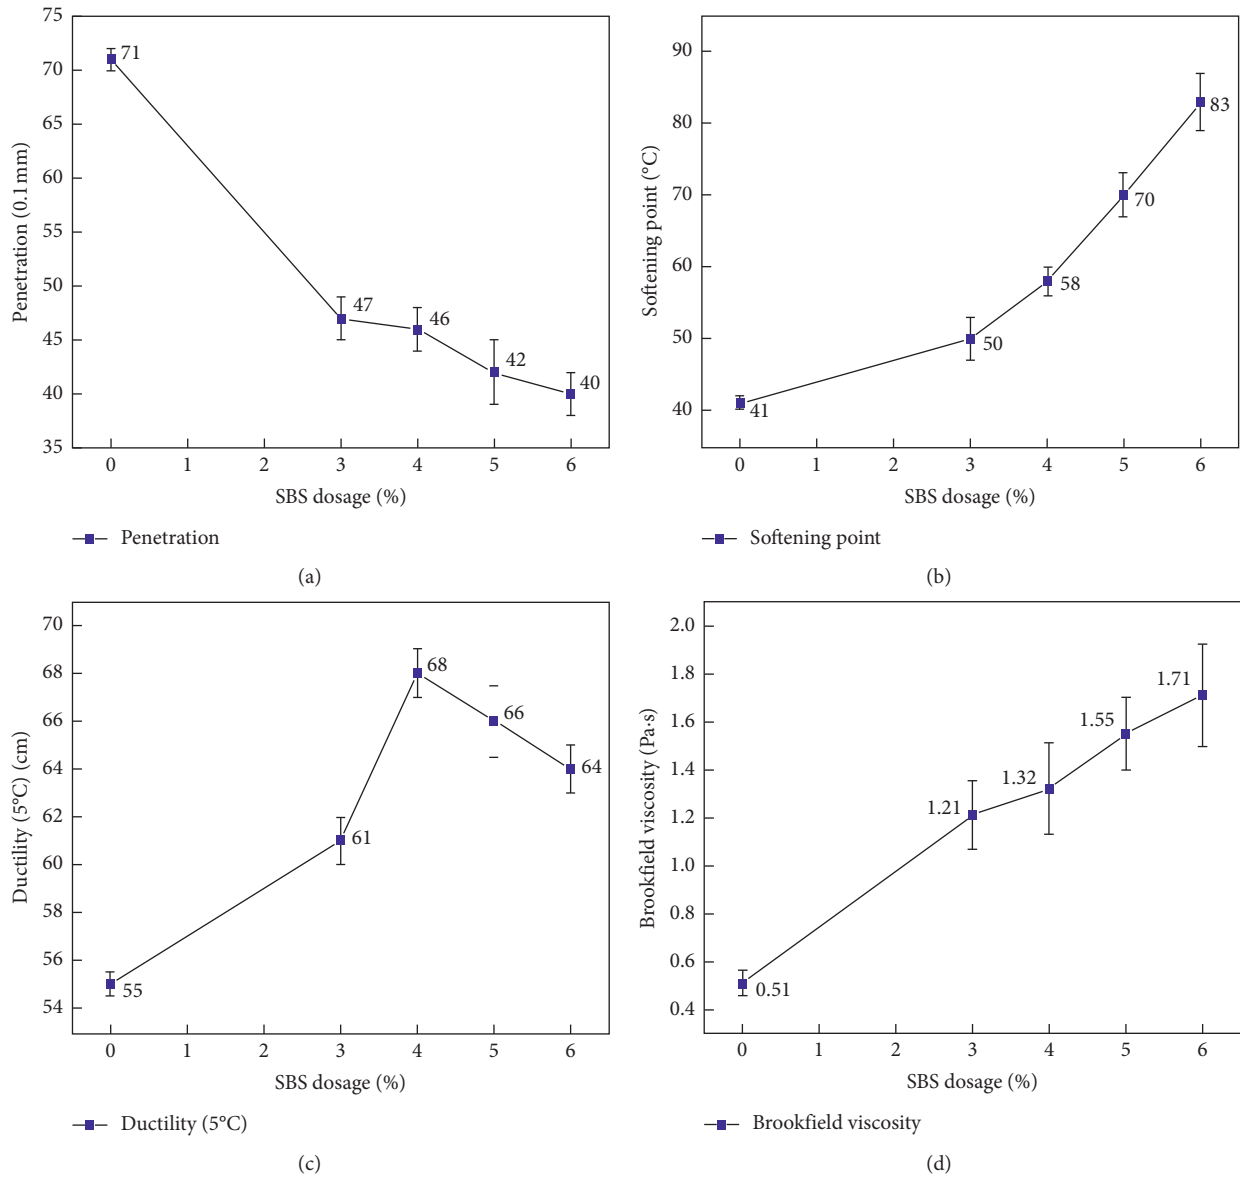 75
70
65
60
55
50
45
40
35
Penetration (0.1 mm)
71
47
46
42
40
0 1 2 3 4 5 6
SBS dosage (%)
Penetration
(a)
90
80
70
60
50
40
Softening point (°C)
41
50
58
70
83
0 1 2 3 4 5 6
SBS dosage (%)
Softening point
(b)
70
68
66
64
62
60
58
56
54
Ductility (5°C) (cm)
55
61
68
66
64
0 1 2 3 4 5 6
SBS dosage (%)
Ductility (5°C)
(c)
2.0
1.8
1.6
1.4
1.2
1.0
0.8
0.6
0.4
Brookfield viscosity (Pa·s)
0.51
1.21
1.32
1.55
1.71
0 1 2 3 4 5 6
SBS dosage (%)
Brookfield viscosity
(d)